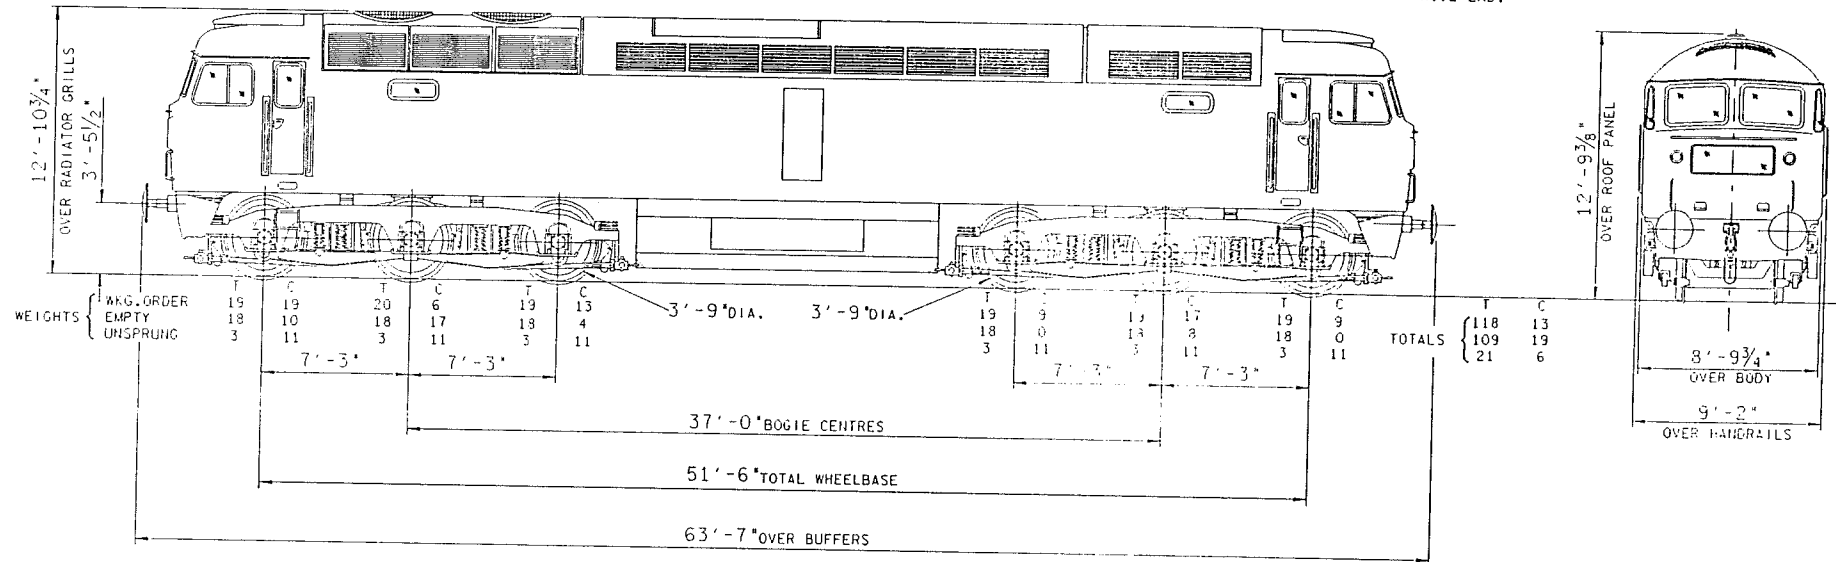 12'-10¾"
OVER RADIATOR GRILLS
3'-5½"
12'-9⅜"
OVER ROOF PANEL
T C T C T C
WEIGHTS { WKG.ORDER 19 19 20 6 19 13
EMPTY 18 10 18 17 18 4
UNSPRUNG 3 11 3 11 3 11
3'-9"DIA. 3'-9"DIA.
T C T C T C
19 9 19 17 19 9
18 0 18 8 18 0
3 11 3 11 3 11
T C
TOTALS { 118 13
109 19
21 6
7'-3" 7'-3" 7'-3" 7'-3"
8'-9¾"
OVER BODY
9'-2"
OVER HANDRAILS
37'-0"BOGIE CENTRES
51'-6"TOTAL WHEELBASE
63'-7"OVER BUFFERS